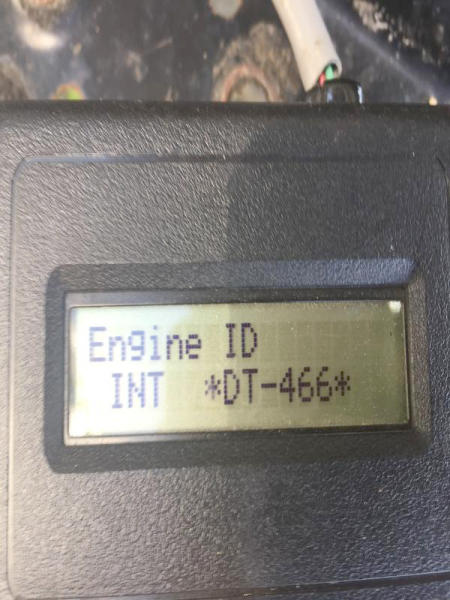 Engine ID
INT *DT-466*